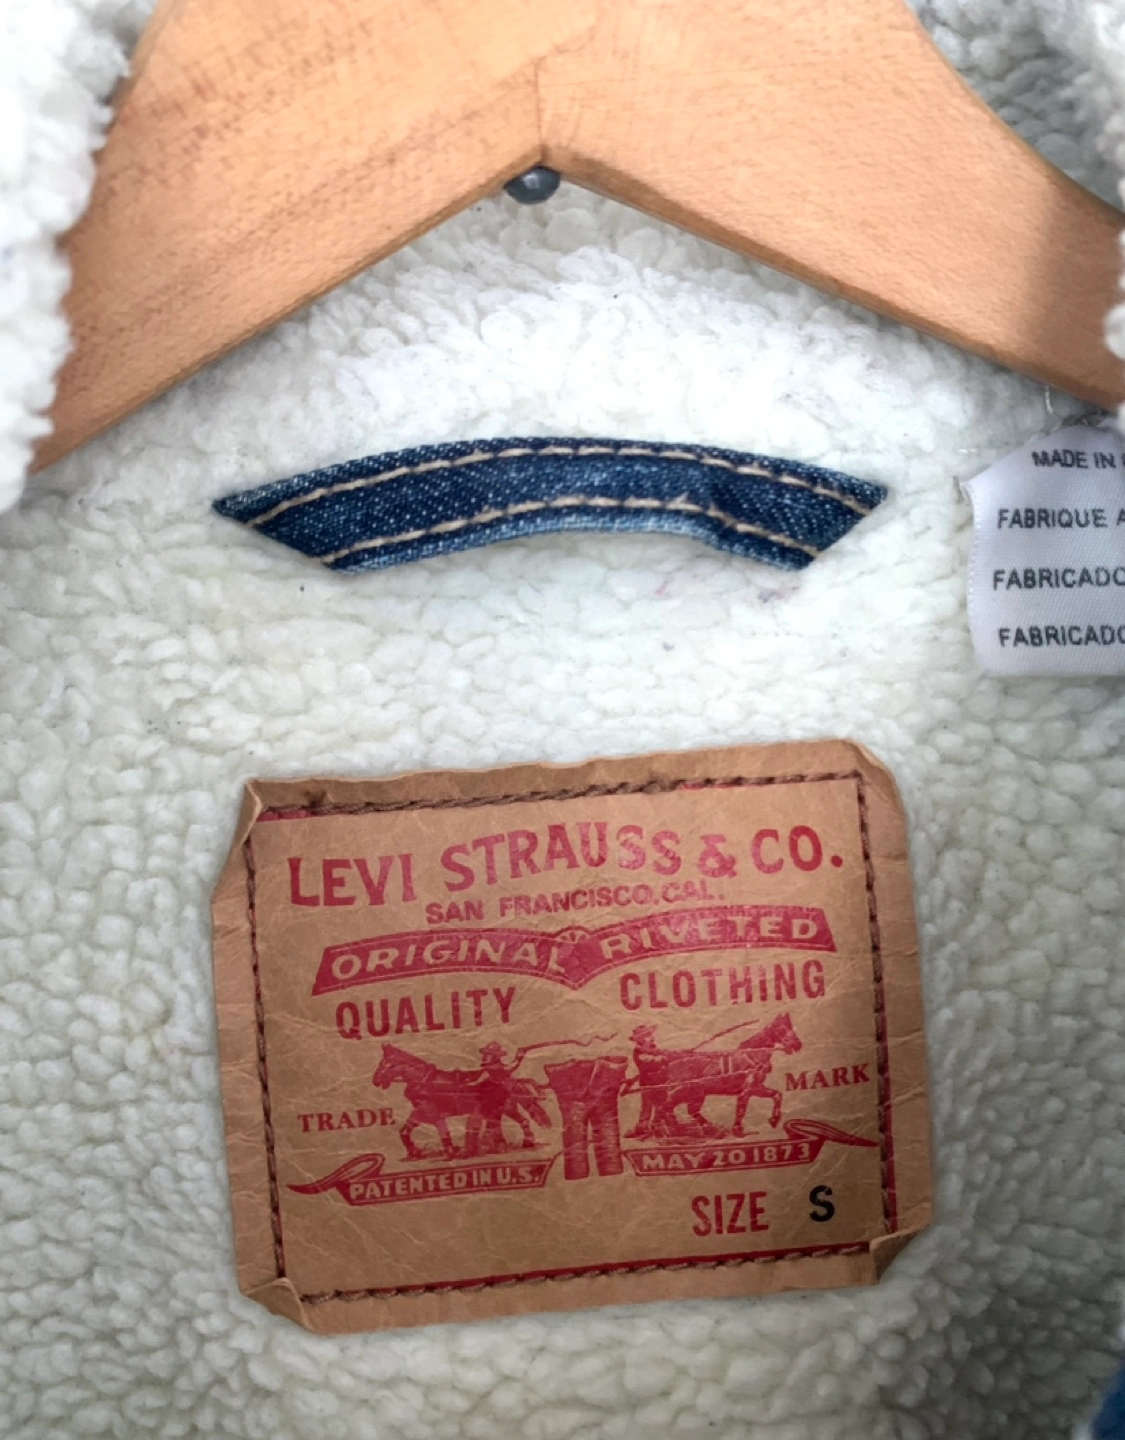 MADE IN
FABRIQUE A
FABRICADO
FABRICADO
LEVI STRAUSS & CO.
SAN FRANCISCO, CAL.
ORIGINAL RIVETED
QUALITY CLOTHING
TRADE MARK
PATENTED IN U.S. MAY 20 1873
SIZE S